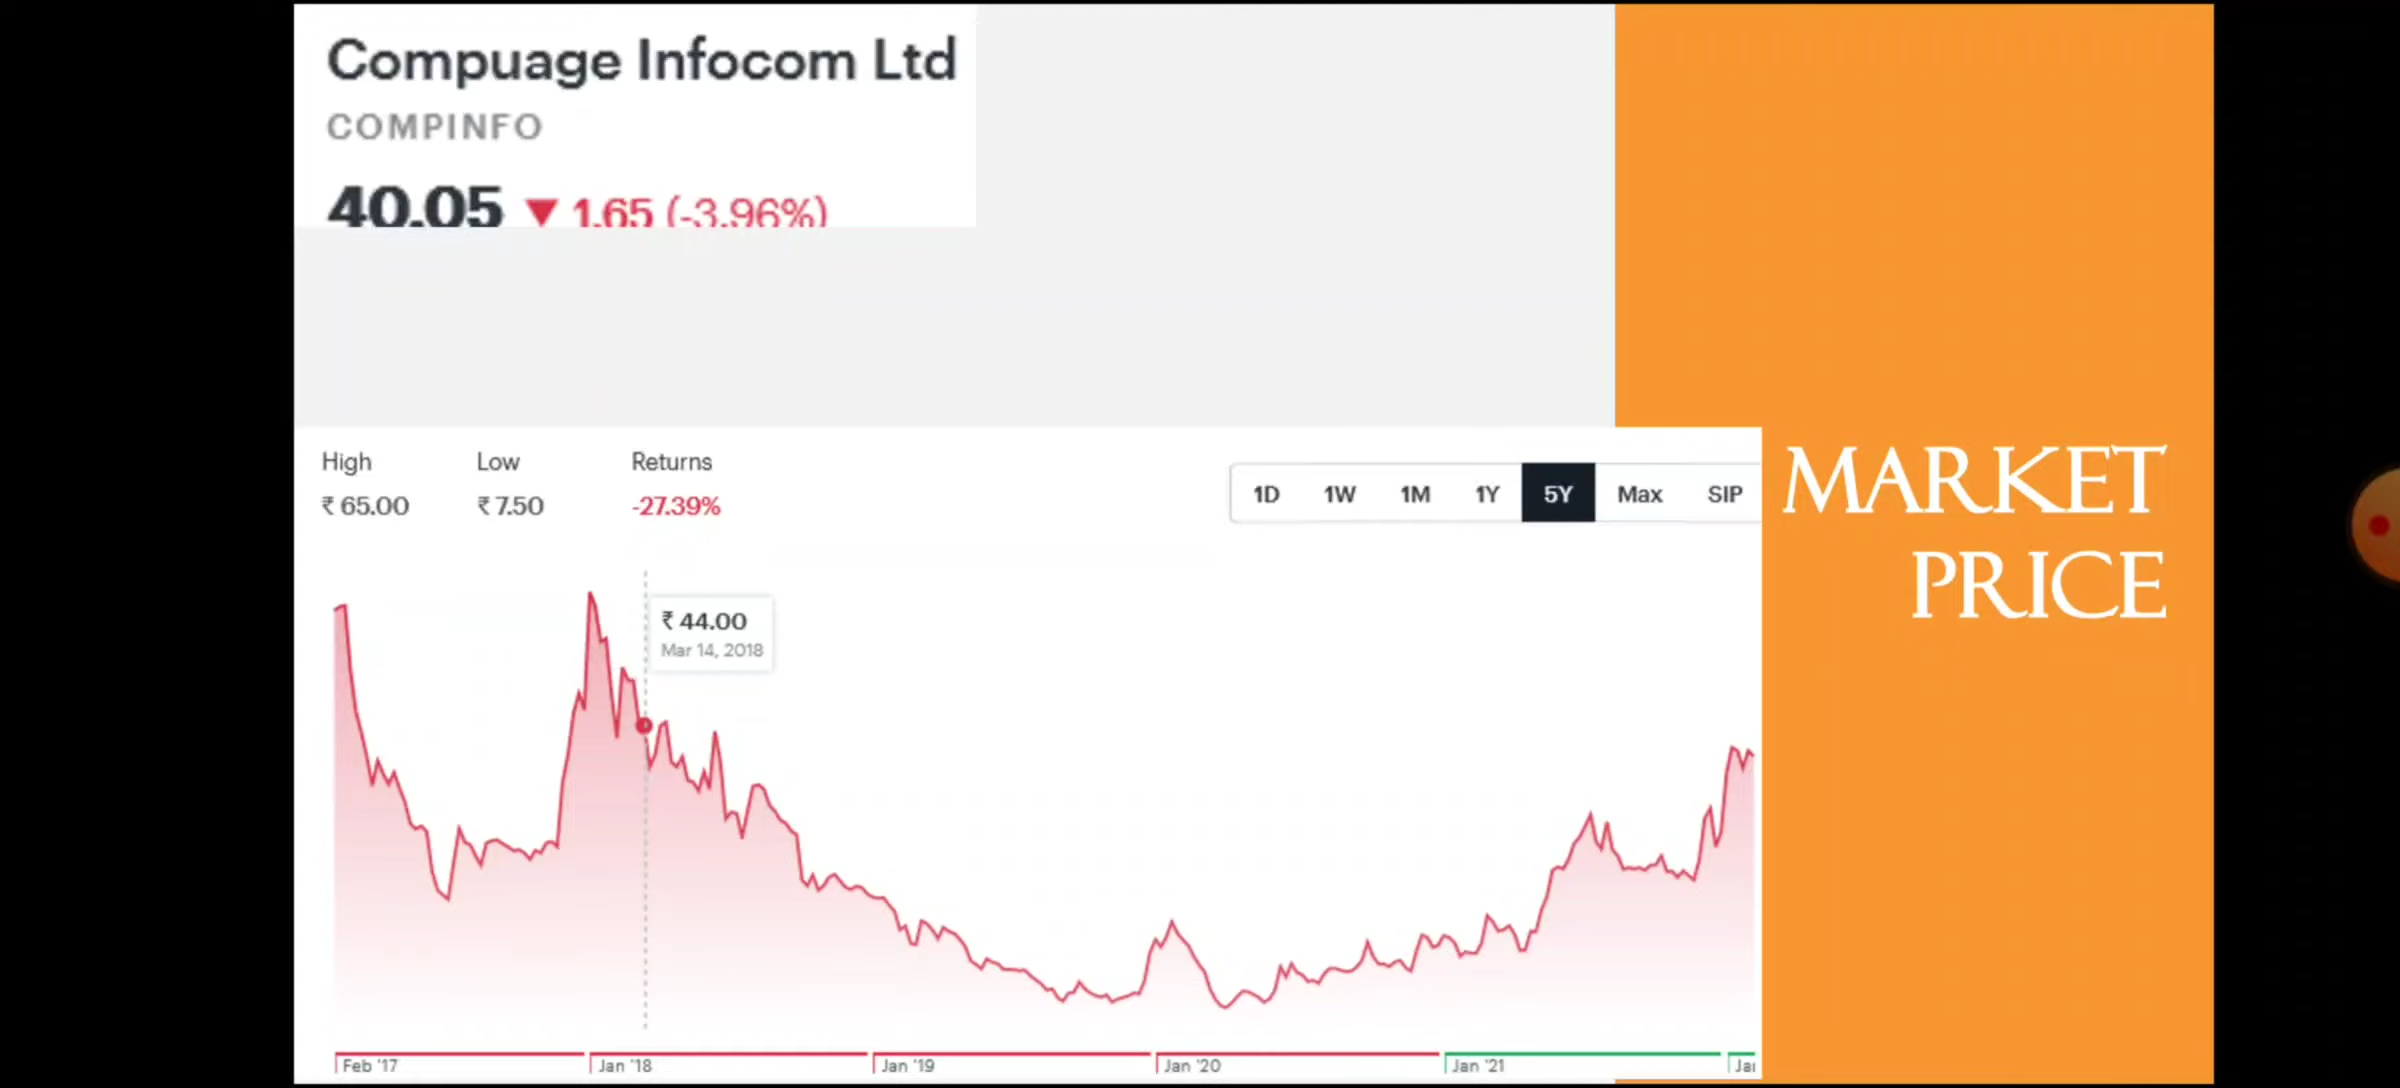 Compuage Infocom Ltd
COMPINFO
40.05 ▼ 1.65 (-3.96%)
High Low Returns
₹ 65.00 ₹ 7.50 -27.39%
1D 1W 1M 1Y 5Y Max SIP
MARKET
PRICE
₹ 44.00
Mar 14, 2018
Feb '17 Jan '18 Jan '19 Jan '20 Jan '21